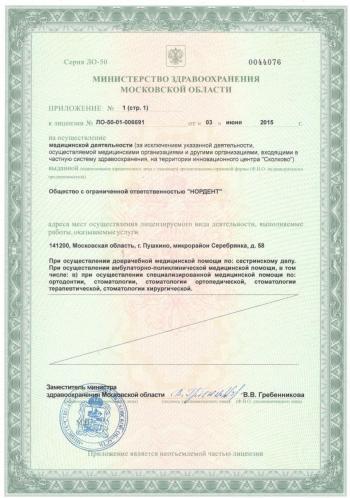 Серия ЛО-50
0044076
МИНИСТЕРСТВО ЗДРАВООХРАНЕНИЯ
МОСКОВСКОЙ ОБЛАСТИ
ПРИЛОЖЕНИЕ № 1 (стр. 1)
к лицензии № ЛО-50-01-006691 от « 03 » июня 2015 г.
на осуществление
медицинской деятельности (за исключением указанной деятельности,
осуществляемой медицинскими организациями и другими организациями, входящими в
частную систему здравоохранения, на территории инновационного центра "Сколково")
Общество с ограниченной ответственностью "НОРДЕНТ"
адреса мест осуществления лицензируемого вида деятельности, выполняемые
работы, оказываемые услуги
141200, Московская область, г. Пушкино, микрорайон Серебрянка, д. 58
При осуществлении доврачебной медицинской помощи по: сестринскому делу.
При осуществлении амбулаторно-поликлинической медицинской помощи, в том
числе: в) при осуществлении специализированной медицинской помощи по:
ортодонтии, стоматологии, стоматологии ортопедической, стоматологии
терапевтической, стоматологии хирургической.
Заместитель министра
здравоохранения Московской области
В.В. Гребенникова
Приложение является неотъемлемой частью лицензии